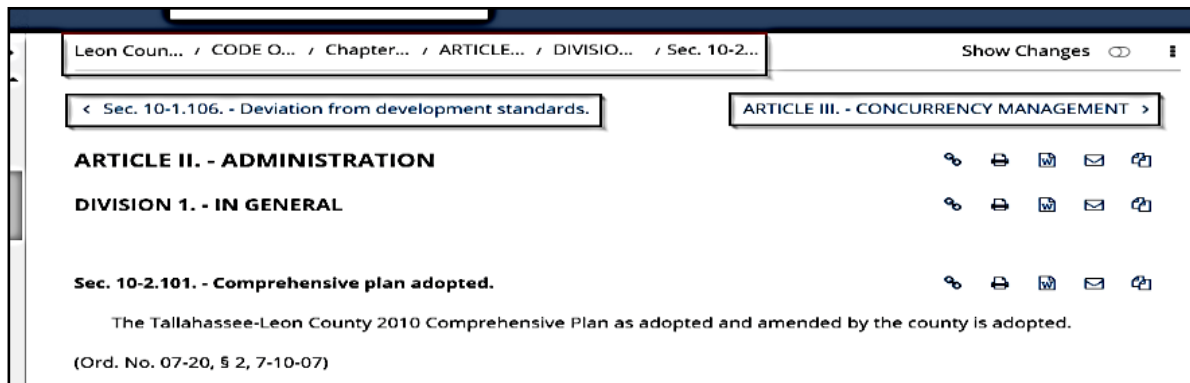 Leon Coun... / CODE O... / Chapter... / ARTICLE... / DIVISIO... / Sec. 10-2... Show Changes
< Sec. 10-1.106. - Deviation from development standards. ARTICLE III. - CONCURRENCY MANAGEMENT >
ARTICLE II. - ADMINISTRATION
DIVISION 1. - IN GENERAL
Sec. 10-2.101. - Comprehensive plan adopted.
The Tallahassee-Leon County 2010 Comprehensive Plan as adopted and amended by the county is adopted.
(Ord. No. 07-20, § 2, 7-10-07)